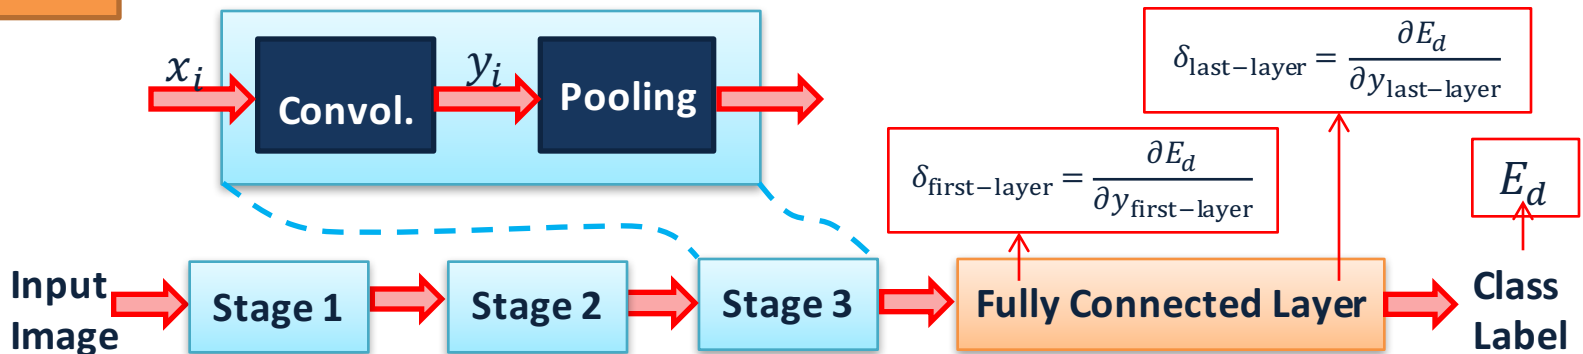 x_i
Convol.
y_i
Pooling
δ_last−layer = ∂E_d / ∂y_last−layer
δ_first−layer = ∂E_d / ∂y_first−layer
E_d
Input
Image
Stage 1
Stage 2
Stage 3
Fully Connected Layer
Class
Label